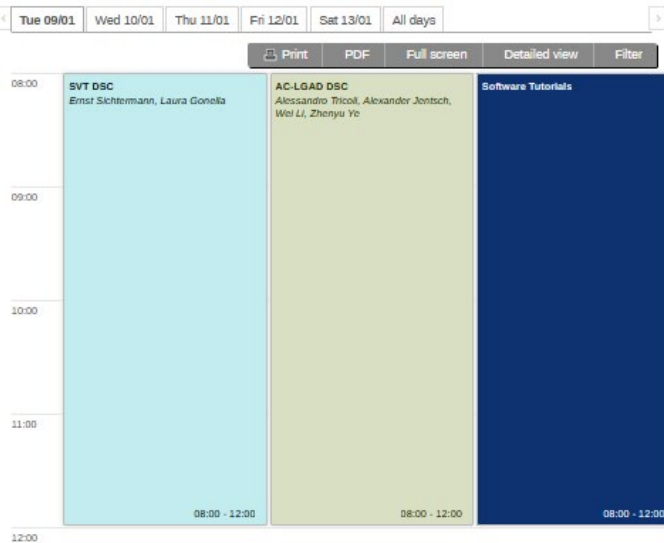 Tue 09/01 Wed 10/01 Thu 11/01 Fri 12/01 Sat 13/01 All days
Print PDF Full screen Detailed view Filter
08:00
SVT DSC
Ernst Sichtermann, Laura Gonella
AC-LGAD DSC
Alessandro Tricoli, Alexander Jentsch,
Wei Li, Zhenyu Ye
Software Tutorials
09:00
10:00
11:00
08:00 - 12:00
08:00 - 12:00
08:00 - 12:00
12:00